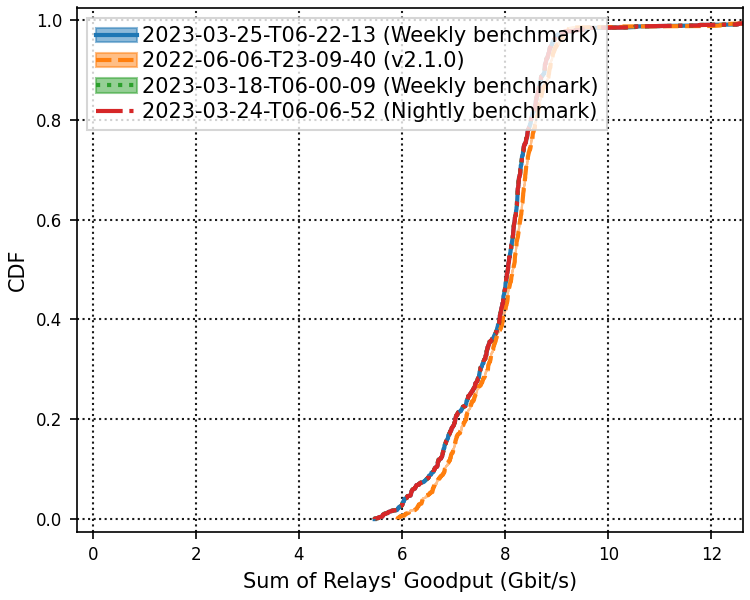 2023-03-25-T06-22-13 (Weekly benchmark)
2022-06-06-T23-09-40 (v2.1.0)
2023-03-18-T06-00-09 (Weekly benchmark)
2023-03-24-T06-06-52 (Nightly benchmark)
1.0
0.8
0.6
0.4
0.2
0.0
CDF
0 2 4 6 8 10 12
Sum of Relays' Goodput (Gbit/s)